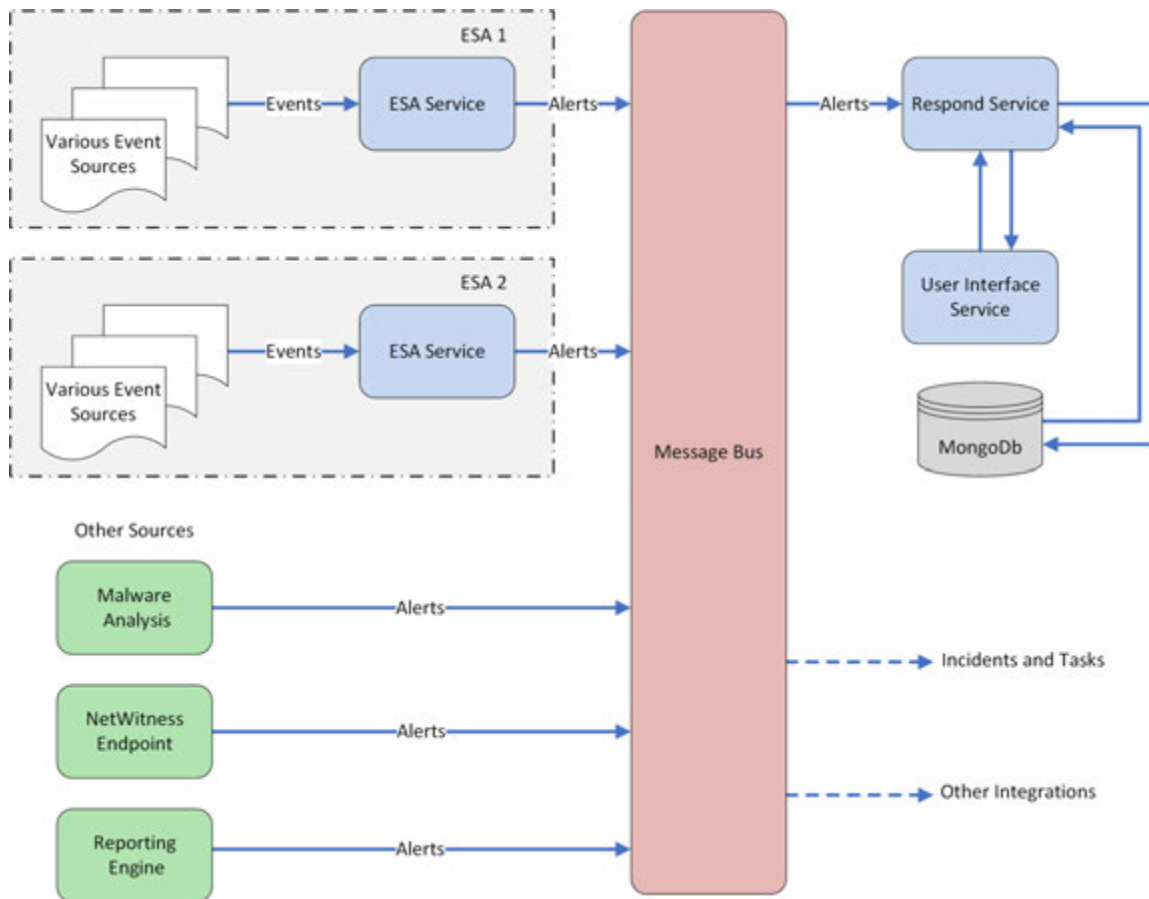 ESA 1
Various Event
Sources
Events
ESA Service
Alerts
ESA 2
Various Event
Sources
Events
ESA Service
Alerts
Other Sources
Malware
Analysis
Alerts
NetWitness
Endpoint
Alerts
Reporting
Engine
Alerts
Message Bus
Alerts
Respond Service
User Interface
Service
MongoDb
Incidents and Tasks
Other Integrations